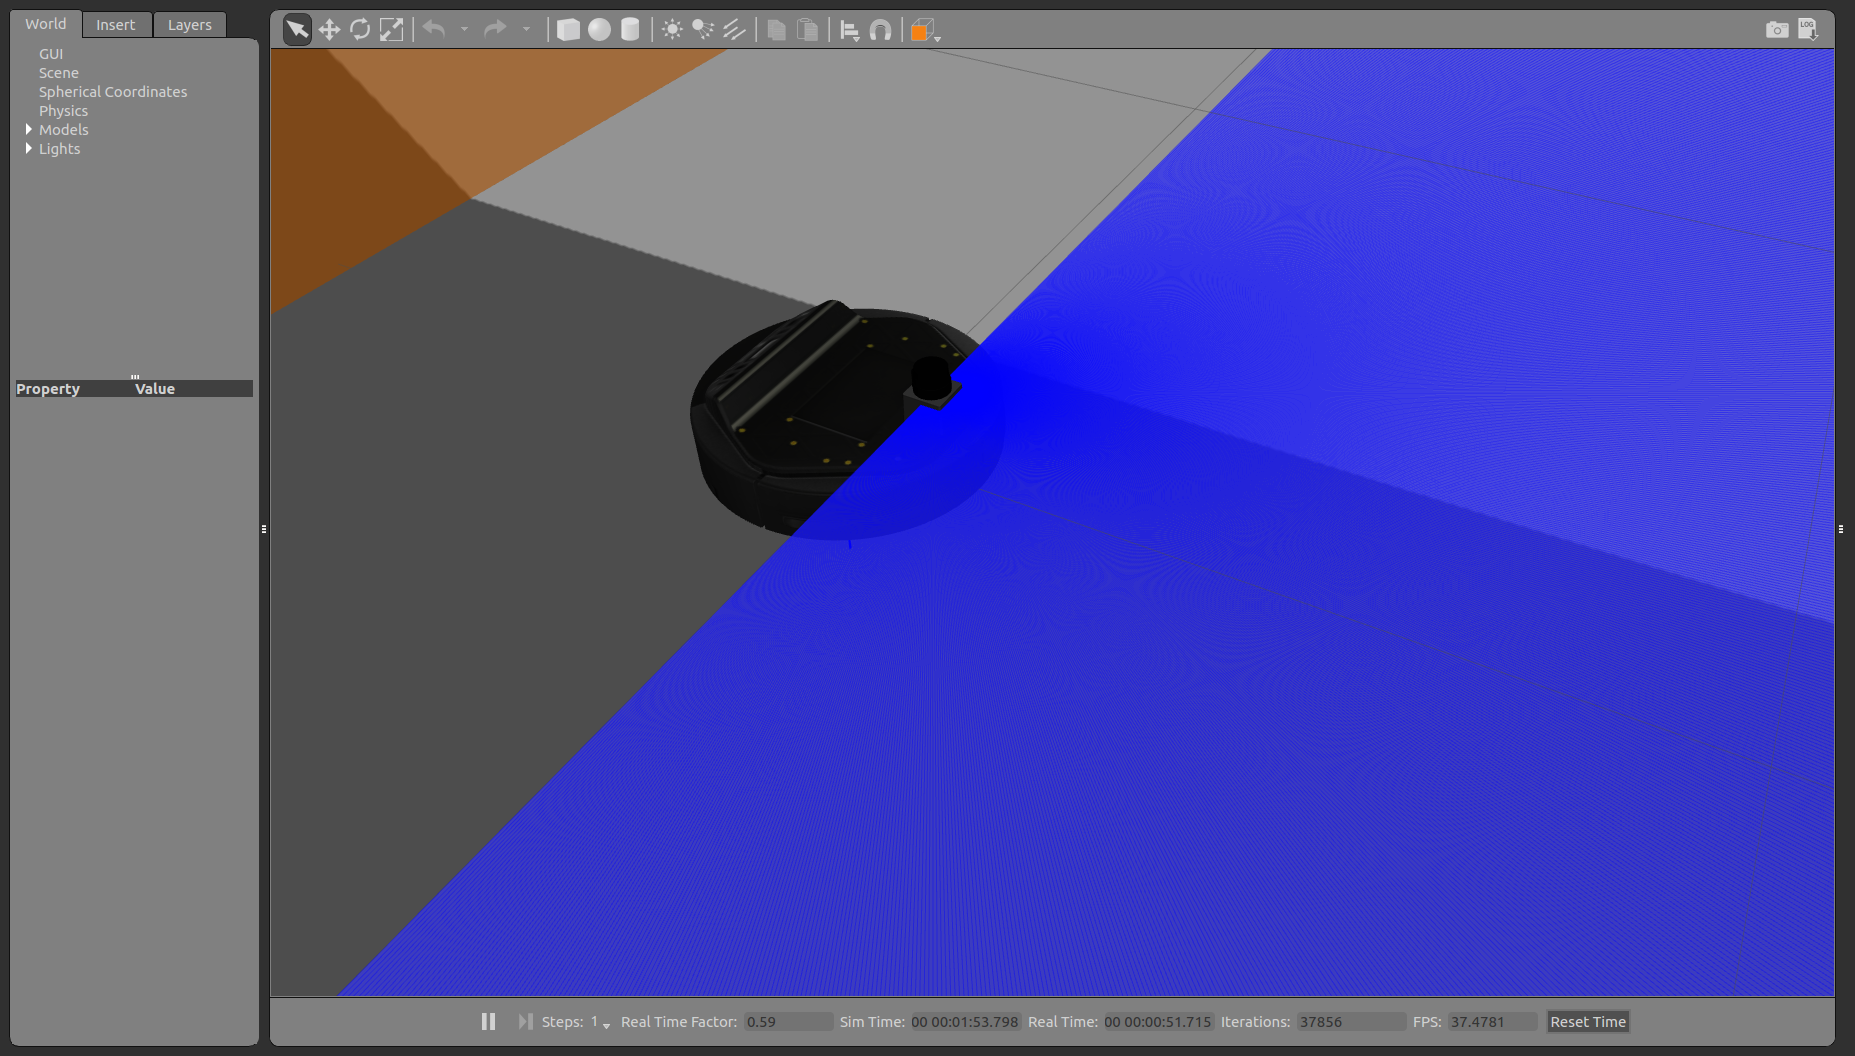 World Insert Layers
GUI
Scene
Spherical Coordinates
Physics
Models
Lights
Property Value
LOG
Steps: 1 Real Time Factor: 0.59 Sim Time: 00 00:01:53.798 Real Time: 00 00:00:51.715 Iterations: 37856 FPS: 37.4781 Reset Time